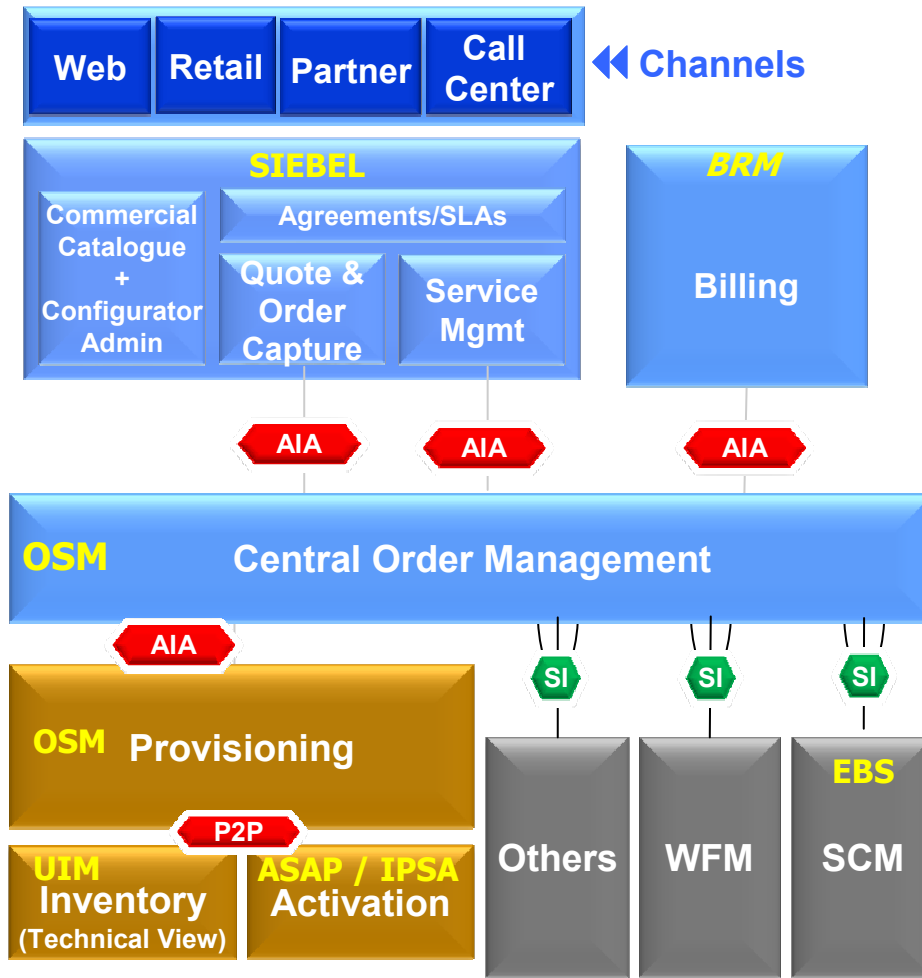 Web
Retail
Partner
Call
Center
Channels
SIEBEL
Commercial
Catalogue
+
Configurator
Admin
Agreements/SLAs
Quote &
Order
Capture
Service
Mgmt
BRM
Billing
AIA
AIA
AIA
OSM
Central Order Management
AIA
SI
SI
SI
OSM
Provisioning
P2P
UIM
Inventory
(Technical View)
ASAP / IPSA
Activation
Others
WFM
EBS
SCM